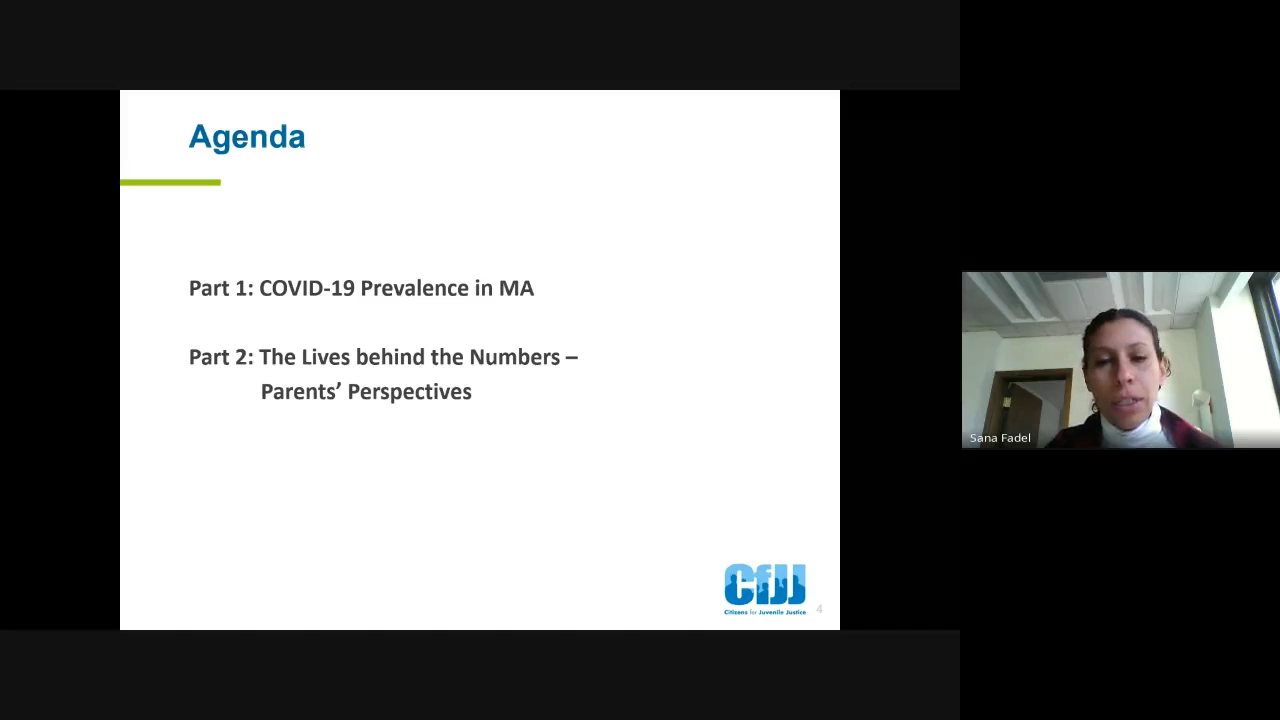 Agenda
Part 1: COVID-19 Prevalence in MA
Part 2: The Lives behind the Numbers –
Parents’ Perspectives
CfJJ
Citizens for Juvenile Justice
4
Sana Fadel